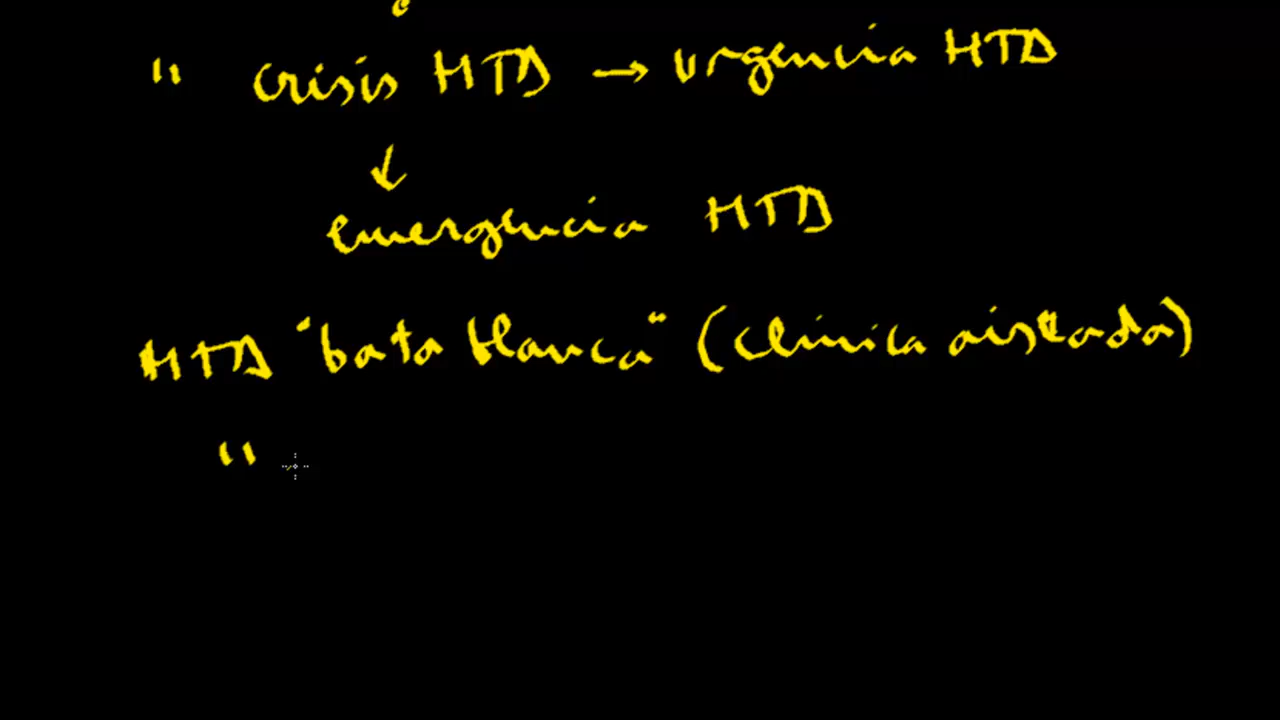 " crisis HTA → urgencia HTA
↓
emergencia HTA
HTA "bata blanca" (clínica aislada)
"